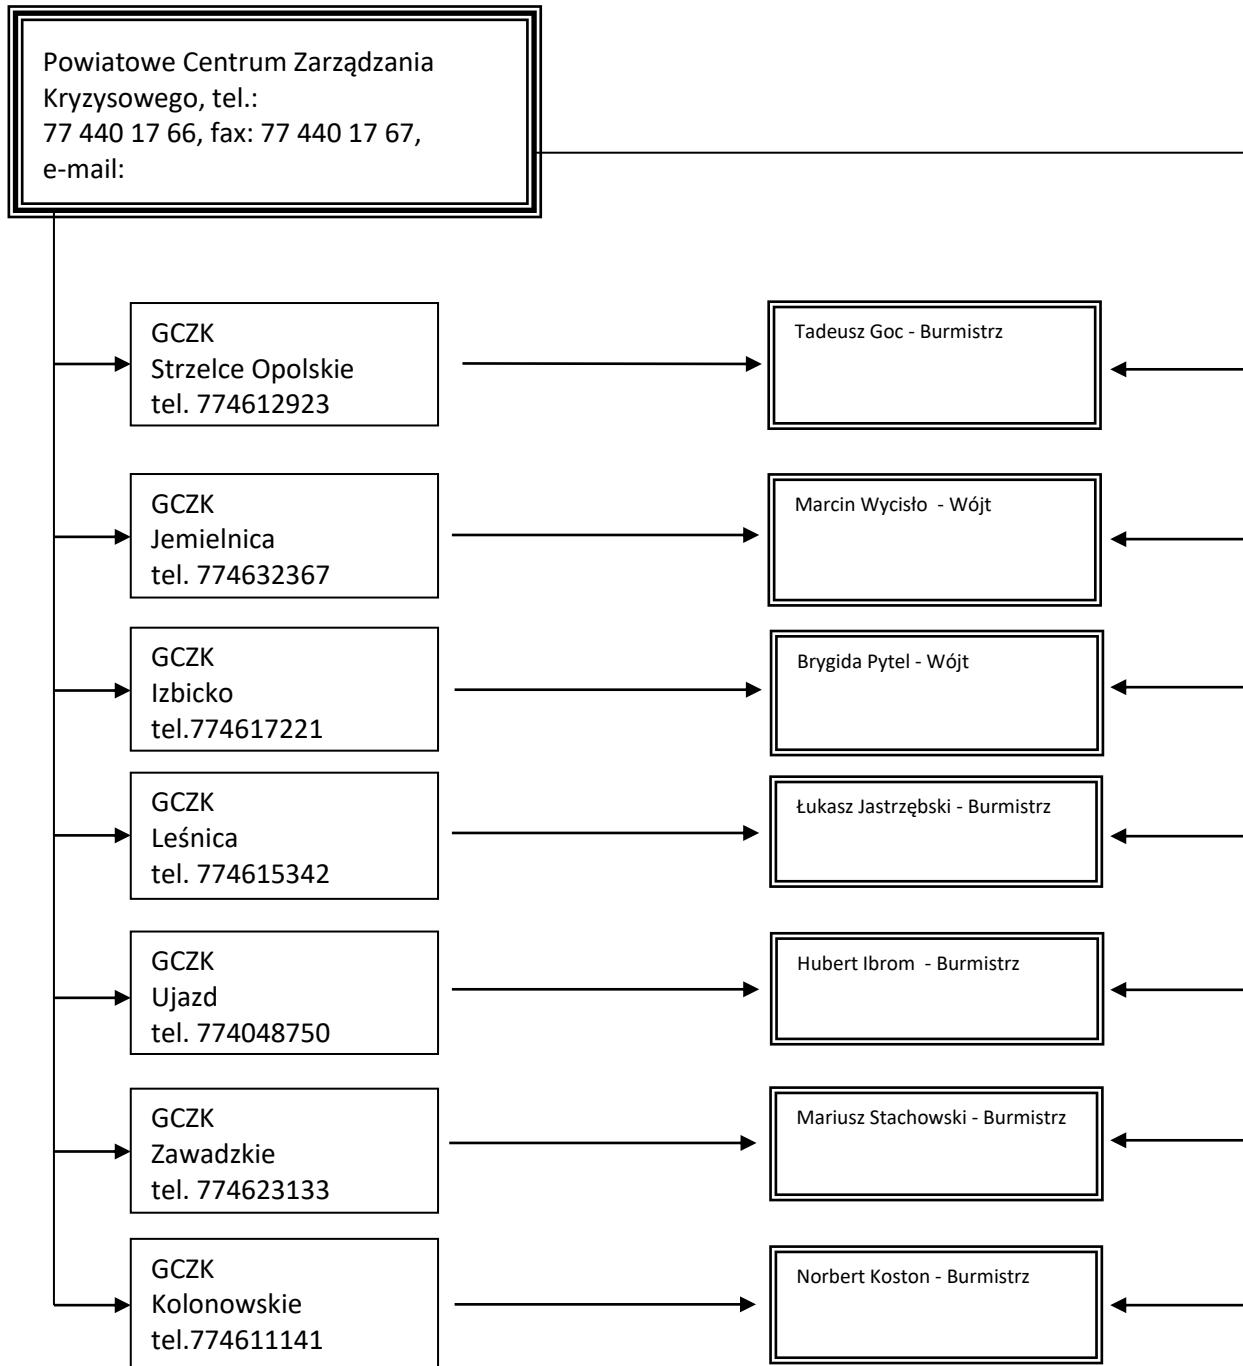 Powiatowe Centrum Zarządzania
Kryzysowego, tel.:
77 440 17 66, fax: 77 440 17 67,
e-mail:
GCZK
Strzelce Opolskie
tel. 774612923
Tadeusz Goc - Burmistrz
GCZK
Jemielnica
tel. 774632367
Marcin Wycisło  - Wójt
GCZK
Izbicko
tel.774617221
Brygida Pytel - Wójt
GCZK
Leśnica
tel. 774615342
Łukasz Jastrzębski - Burmistrz
GCZK
Ujazd
tel. 774048750
Hubert Ibrom  - Burmistrz
GCZK
Zawadzkie
tel. 774623133
Mariusz Stachowski - Burmistrz
GCZK
Kolonowskie
tel.774611141
Norbert Koston - Burmistrz